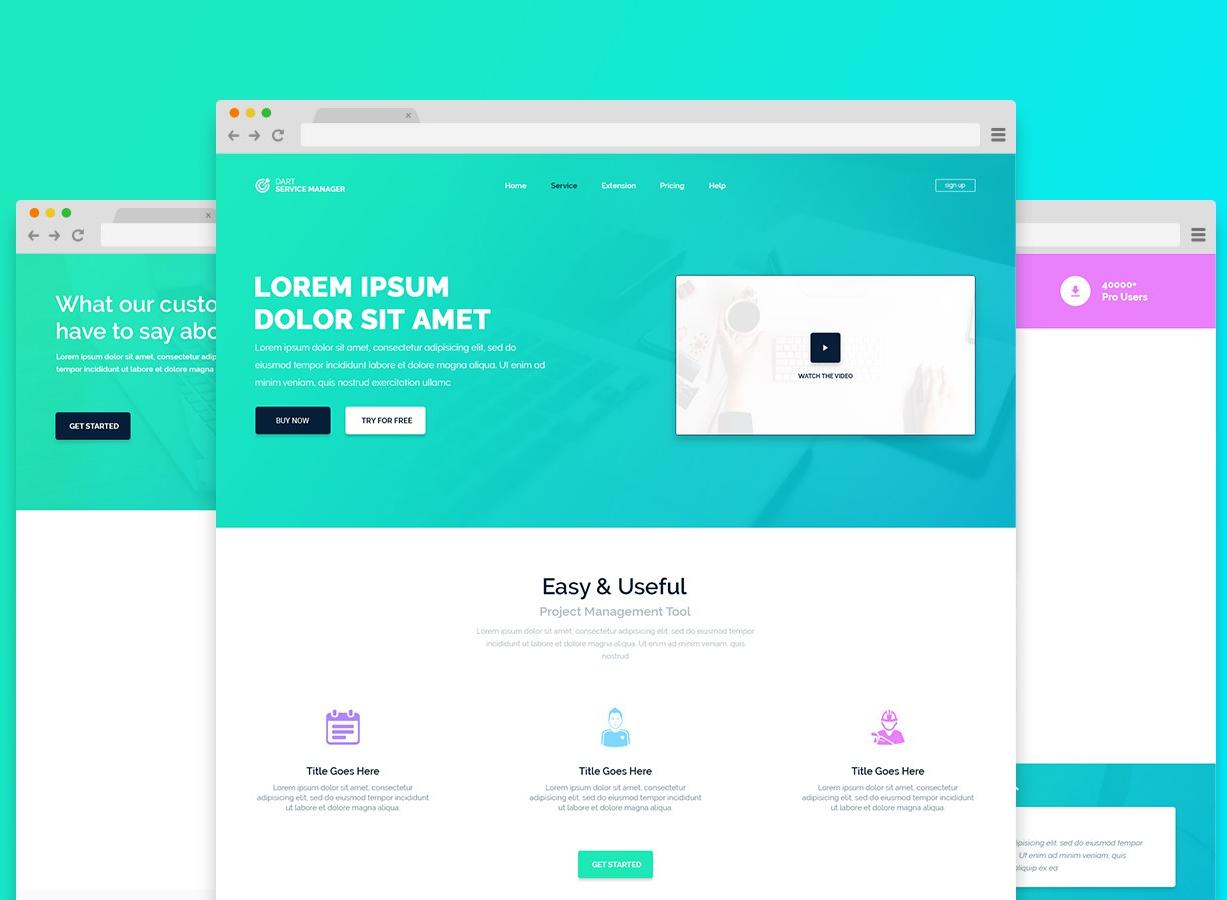 DART
SERVICE MANAGER
Home Service Extension Pricing Help
sign up
LOREM IPSUM
DOLOR SIT AMET
Lorem ipsum dolor sit amet, consectetur adipisicing elit, sed do
eiusmod tempor incididunt labore et dolore magna aliqua. Ut enim ad
minim veniam, quis nostrud exercitation ullamc
BUY NOW
TRY FOR FREE
WATCH THE VIDEO
Easy & Useful
Project Management Tool
Lorem ipsum dolor sit amet, consectetur adipisicing elit, sed do eiusmod tempor
incididunt ut labore et dolore magna aliqua. Ut enim ad minim veniam, quis
nostrud
Title Goes Here
Lorem ipsum dolor sit amet, consectetur
adipisicing elit, sed do eiusmod tempor incididunt
ut labore et dolore magna aliqua.
Title Goes Here
Lorem ipsum dolor sit amet, consectetur
adipisicing elit, sed do eiusmod tempor incididunt
ut labore et dolore magna aliqua.
Title Goes Here
Lorem ipsum dolor sit amet, consectetur
adipisicing elit, sed do eiusmod tempor incididunt
ut labore et dolore magna aliqua.
GET STARTED
What our custo
have to say abo
Lorem ipsum dolor sit amet, consectetur adip
tempor incididunt ut labore et dolore magna
GET STARTED
40000+
Pro Users
ipisicing elit, sed do eiusmod tempor
Ut enim ad minim veniam, quis
aliquip ex ea